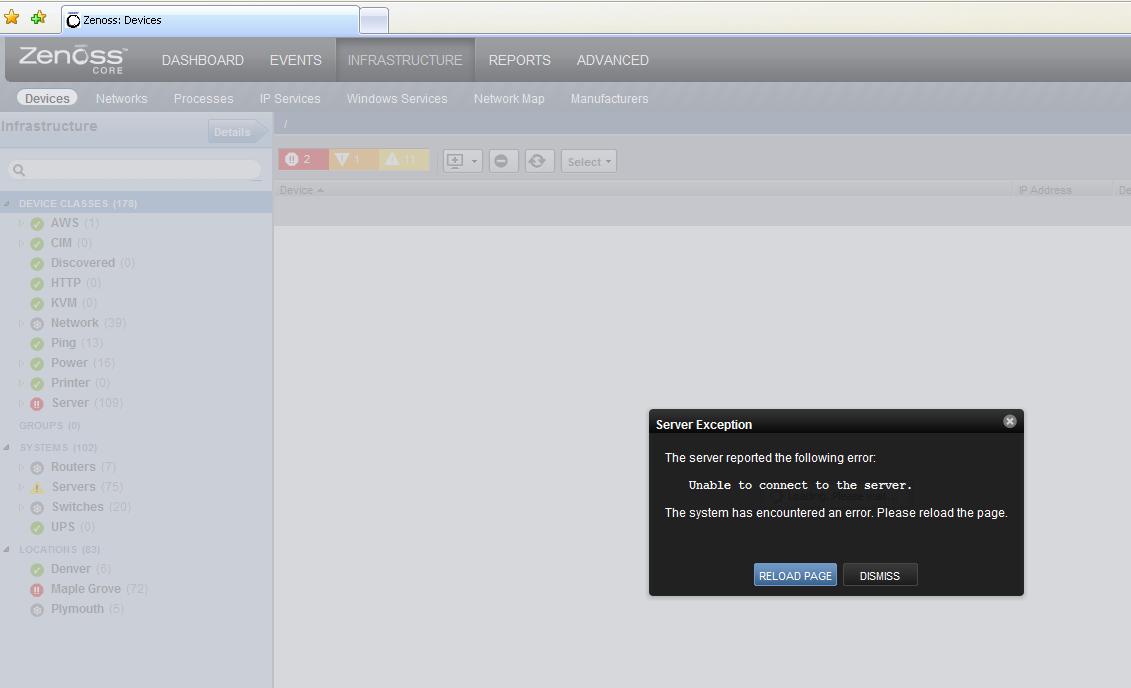 Zenoss: Devices
Zenoss™
CORE
DASHBOARD EVENTS INFRASTRUCTURE REPORTS ADVANCED
Devices Networks Processes IP Services Windows Services Network Map Manufacturers
Infrastructure
Details
/
2 1 11
Select
Device IP Address De
DEVICE CLASSES (178)
AWS (1)
CIM (0)
Discovered (0)
HTTP (0)
KVM (0)
Network (39)
Ping (13)
Power (16)
Printer (0)
Server (109)
GROUPS (0)
SYSTEMS (102)
Routers (7)
Servers (75)
Switches (20)
UPS (0)
LOCATIONS (83)
Denver (6)
Maple Grove (72)
Plymouth (5)
Server Exception
The server reported the following error:
Unable to connect to the server.
Loading. Please wait...
The system has encountered an error. Please reload the page.
RELOAD PAGE DISMISS